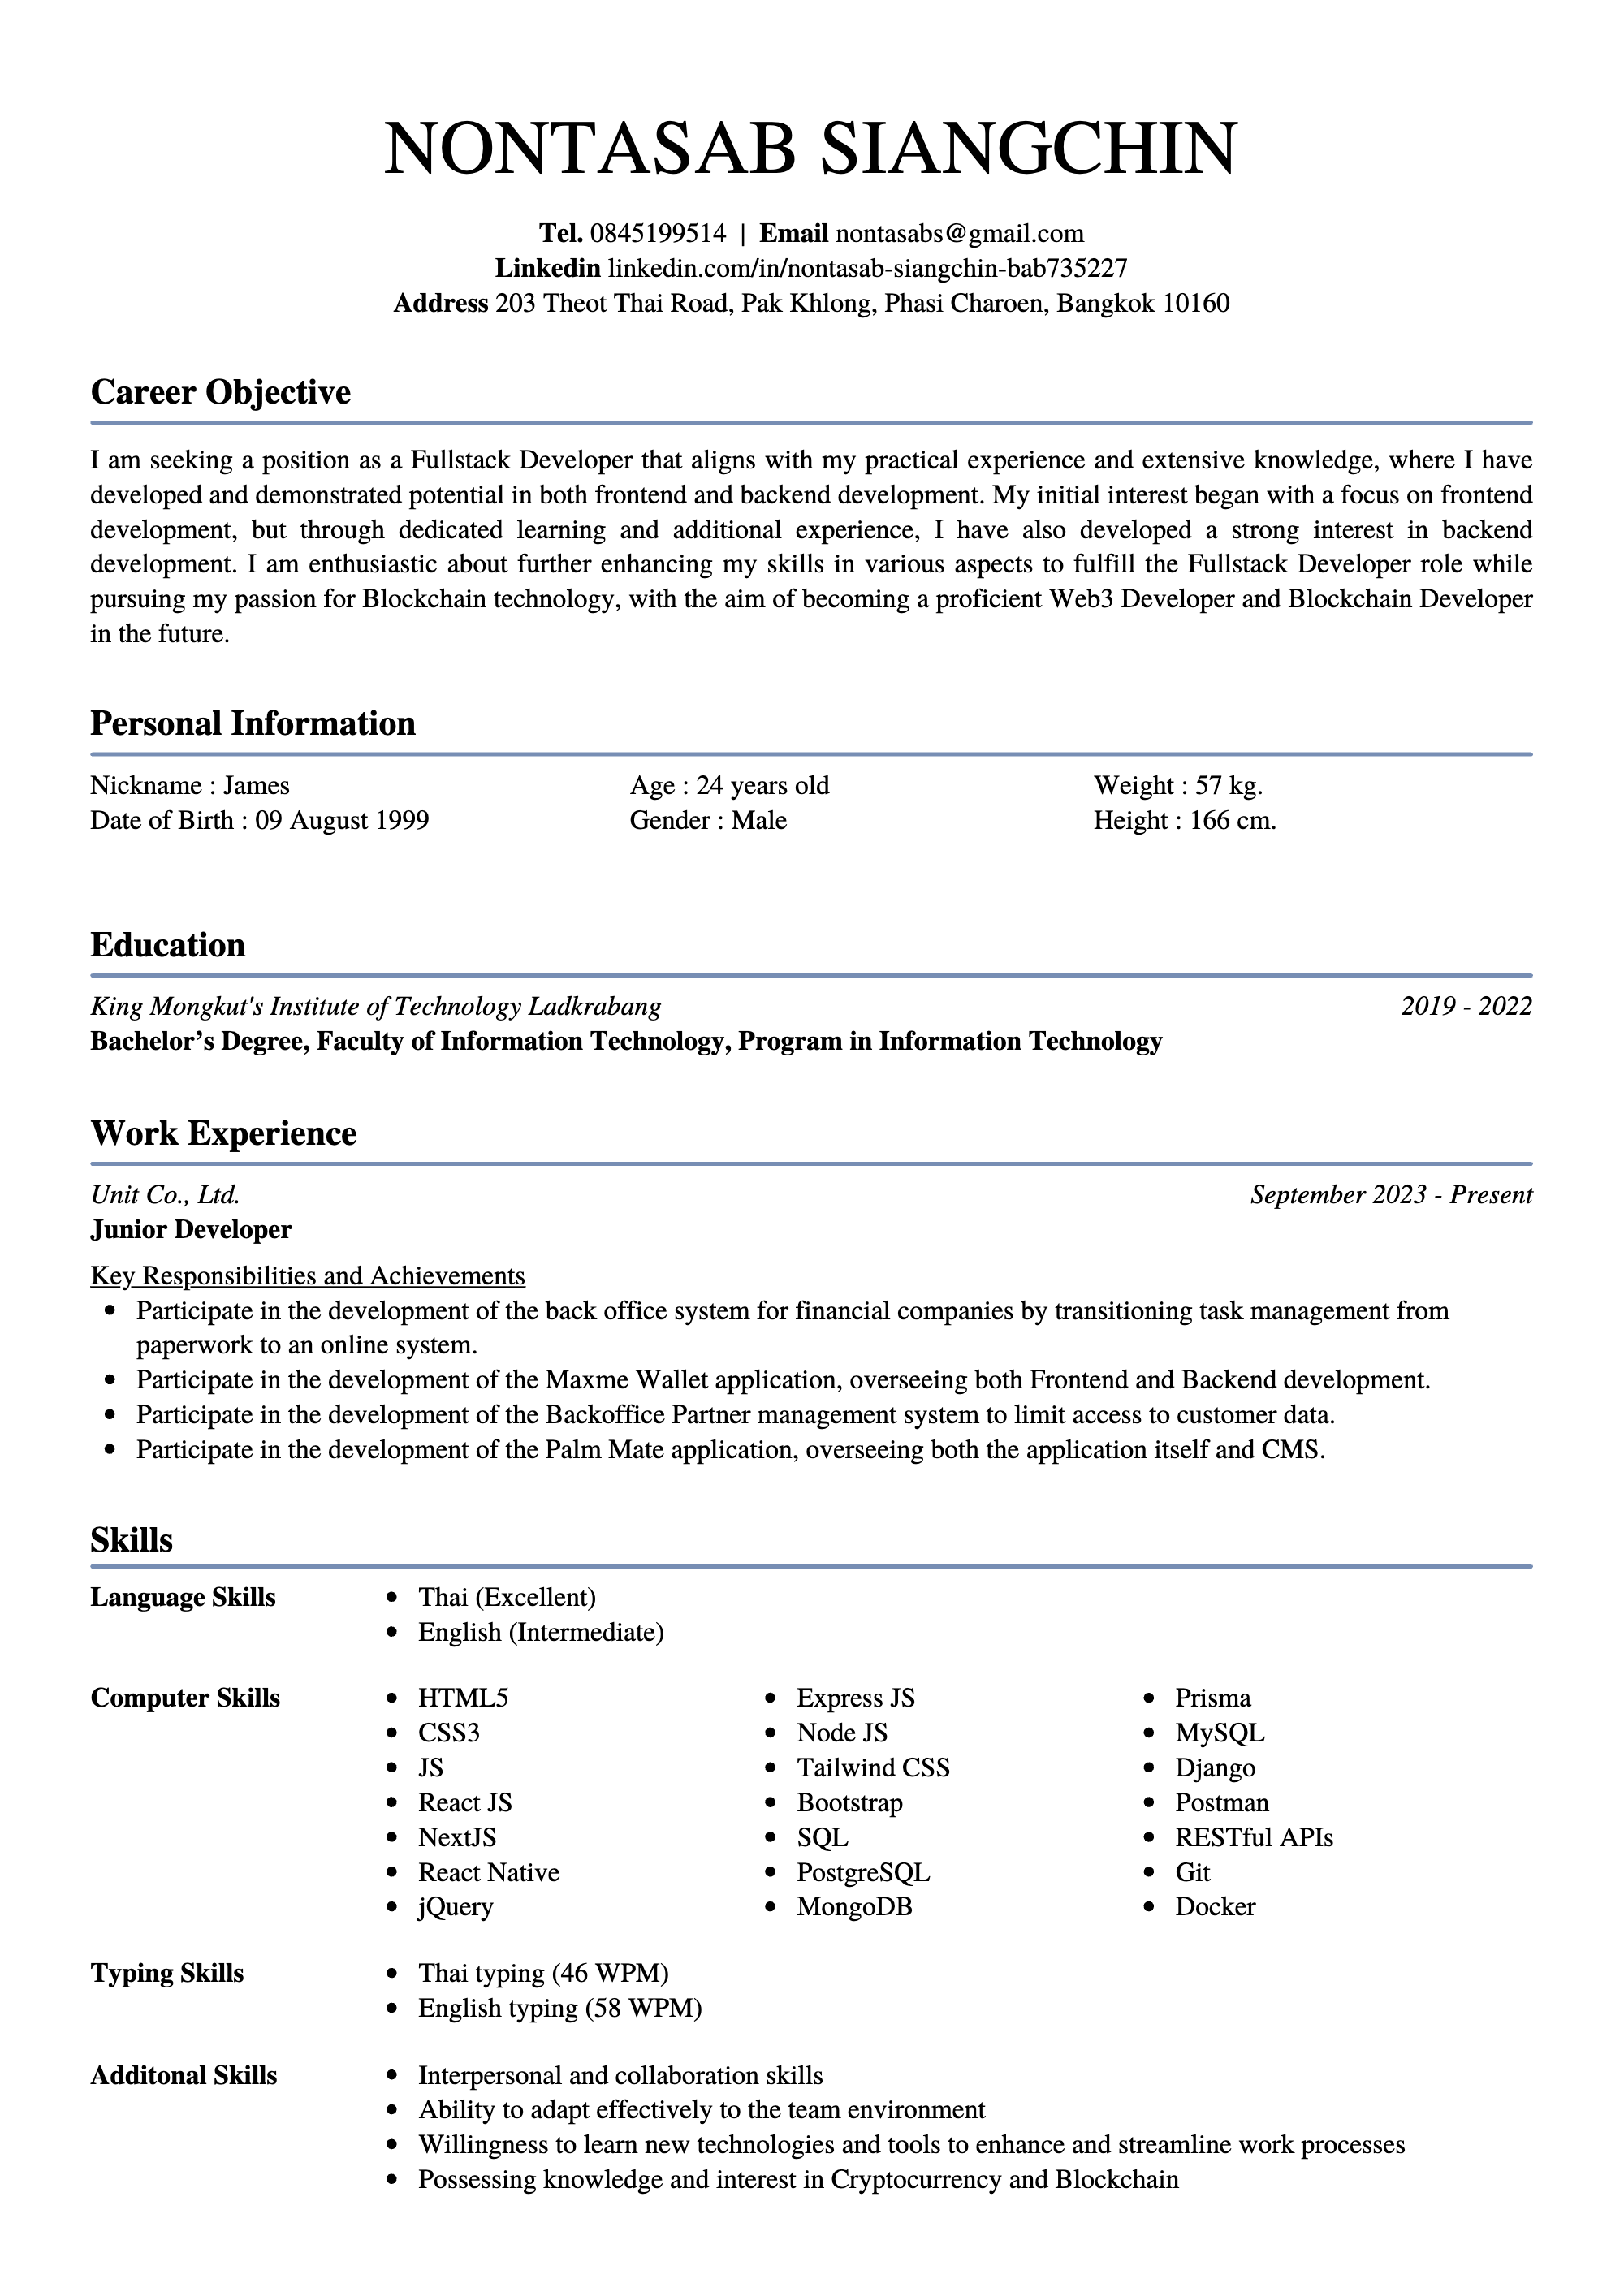 NONTASAB SIANGCHIN
Tel. 0845199514 | Email nontasabs@gmail.com
Linkedin linkedin.com/in/nontasab-siangchin-bab735227
Address 203 Theot Thai Road, Pak Khlong, Phasi Charoen, Bangkok 10160
Career Objective
I am seeking a position as a Fullstack Developer that aligns with my practical experience and extensive knowledge, where I have
developed and demonstrated potential in both frontend and backend development. My initial interest began with a focus on frontend
development, but through dedicated learning and additional experience, I have also developed a strong interest in backend
development. I am enthusiastic about further enhancing my skills in various aspects to fulfill the Fullstack Developer role while
pursuing my passion for Blockchain technology, with the aim of becoming a proficient Web3 Developer and Blockchain Developer
in the future.
Personal Information
Nickname : James Age : 24 years old Weight : 57 kg.
Date of Birth : 09 August 1999 Gender : Male Height : 166 cm.
Education
King Mongkut's Institute of Technology Ladkrabang 2019 - 2022
Bachelor’s Degree, Faculty of Information Technology, Program in Information Technology
Work Experience
Unit Co., Ltd. September 2023 - Present
Junior Developer
Key Responsibilities and Achievements
• Participate in the development of the back office system for financial companies by transitioning task management from
paperwork to an online system.
• Participate in the development of the Maxme Wallet application, overseeing both Frontend and Backend development.
• Participate in the development of the Backoffice Partner management system to limit access to customer data.
• Participate in the development of the Palm Mate application, overseeing both the application itself and CMS.
Skills
Language Skills • Thai (Excellent)
• English (Intermediate)
Computer Skills • HTML5 • Express JS • Prisma
• CSS3 • Node JS • MySQL
• JS • Tailwind CSS • Django
• React JS • Bootstrap • Postman
• NextJS • SQL • RESTful APIs
• React Native • PostgreSQL • Git
• jQuery • MongoDB • Docker
Typing Skills • Thai typing (46 WPM)
• English typing (58 WPM)
Additonal Skills • Interpersonal and collaboration skills
• Ability to adapt effectively to the team environment
• Willingness to learn new technologies and tools to enhance and streamline work processes
• Possessing knowledge and interest in Cryptocurrency and Blockchain